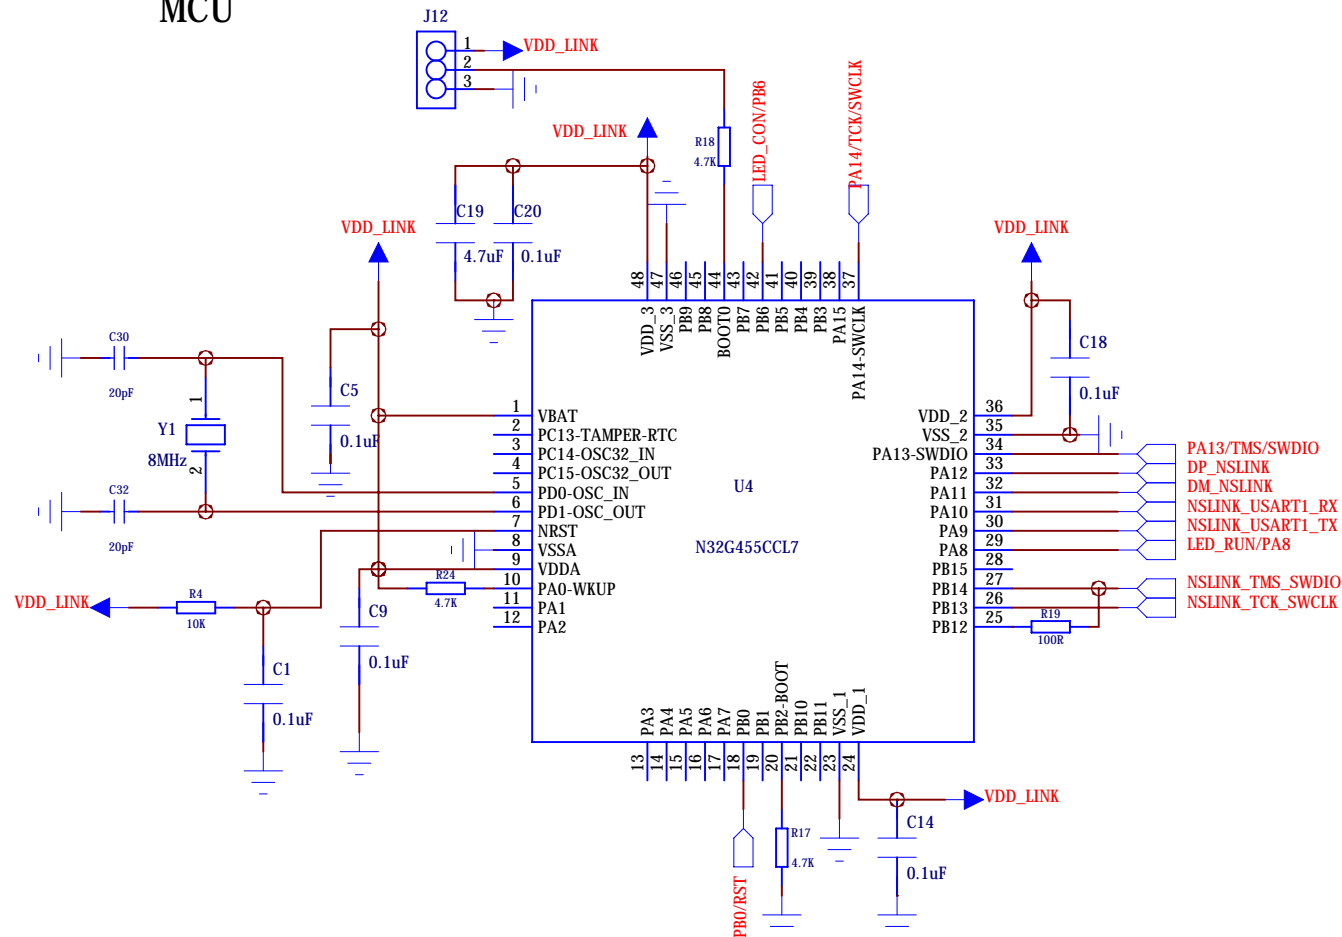 MCU
J12
1
2
3
VDD_LINK
VDD_LINK
R18
4.7K
LED_CON/PB6
PA14/TCK/SWCLK
C19
4.7uF
C20
0.1uF
VDD_LINK
VDD_LINK
48
47
46
45
44
43
42
41
40
39
38
37
VDD_3
VSS_3
PB9
PB8
BOOT0
PB7
PB6
PB5
PB4
PB3
PA15
PA14-SWCLK
C18
0.1uF
C30
20pF
Y1
8MHz
1
2
C32
20pF
C5
0.1uF
1 VBAT
2 PC13-TAMPER-RTC
3 PC14-OSC32_IN
4 PC15-OSC32_OUT
5 PD0-OSC_IN
6 PD1-OSC_OUT
7 NRST
8 VSSA
9 VDDA
10 PA0-WKUP
11 PA1
12 PA2
U4
N32G455CCL7
VDD_2 36
VSS_2 35
PA13-SWDIO 34 PA13/TMS/SWDIO
PA12 33 DP_NSLINK
PA11 32 DM_NSLINK
PA10 31 NSLINK_USART1_RX
PA9 30 NSLINK_USART1_TX
PA8 29 LED_RUN/PA8
PB15 28
PB14 27 NSLINK_TMS_SWDIO
PB13 26 NSLINK_TCK_SWCLK
PB12 25
R19
100R
R24
4.7K
VDD_LINK
R4
10K
C9
0.1uF
C1
0.1uF
PA3
PA4
PA5
PA6
PA7
PB0
PB1
PB2-BOOT
PB10
PB11
VSS_1
VDD_1
13
14
15
16
17
18
19
20
21
22
23
24
VDD_LINK
C14
0.1uF
R17
4.7K
PB0/RST